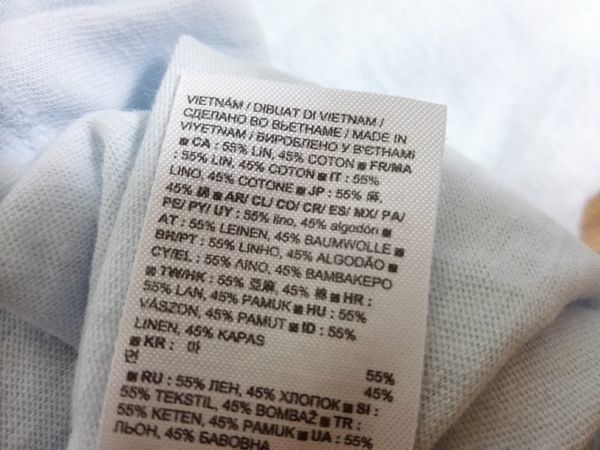 VIETNÁM / DIBUAT DI VIETNAM /
СДЕЛАНО ВО ВЬЕТНАМЕ / MADE IN
VIYETNAM / ВИРОБЛЕНО У В'ЄТНАМІ
■ CA : 55% LIN, 45% COTON ■ FR/MA
: 55% LIN, 45% COTON ■ IT : 55%
LINO, 45% COTONE ■ JP : 55% 麻,
45% 綿 ■ AR/ CL/ CO/ CR/ ES/ MX/ PA/
PE/ PY/ UY : 55% lino, 45% algodón ■
AT : 55% LEINEN, 45% BAUMWOLLE ■
BR/PT : 55% LINHO, 45% ALGODÃO ■
CY/EL : 55% ΛΙΝΟ, 45% ΒΑΜΒΑΚΕΡΟ
■ TW/HK : 55% 亞麻, 45% 棉 ■ HR :
55% LAN, 45% PAMUK ■ HU : 55%
VÁSZON, 45% PAMUT ■ ID : 55%
LINEN, 45% KAPAS
■ KR : 마 55%
면 45%
■ RU : 55% ЛЕН, 45% ХЛОПОК ■ SI :
55% TEKSTIL, 45% BOMBAŽ ■ TR :
55% KETEN, 45% PAMUK ■ UA : 55%
ЛЬОН, 45% БАВОВНА